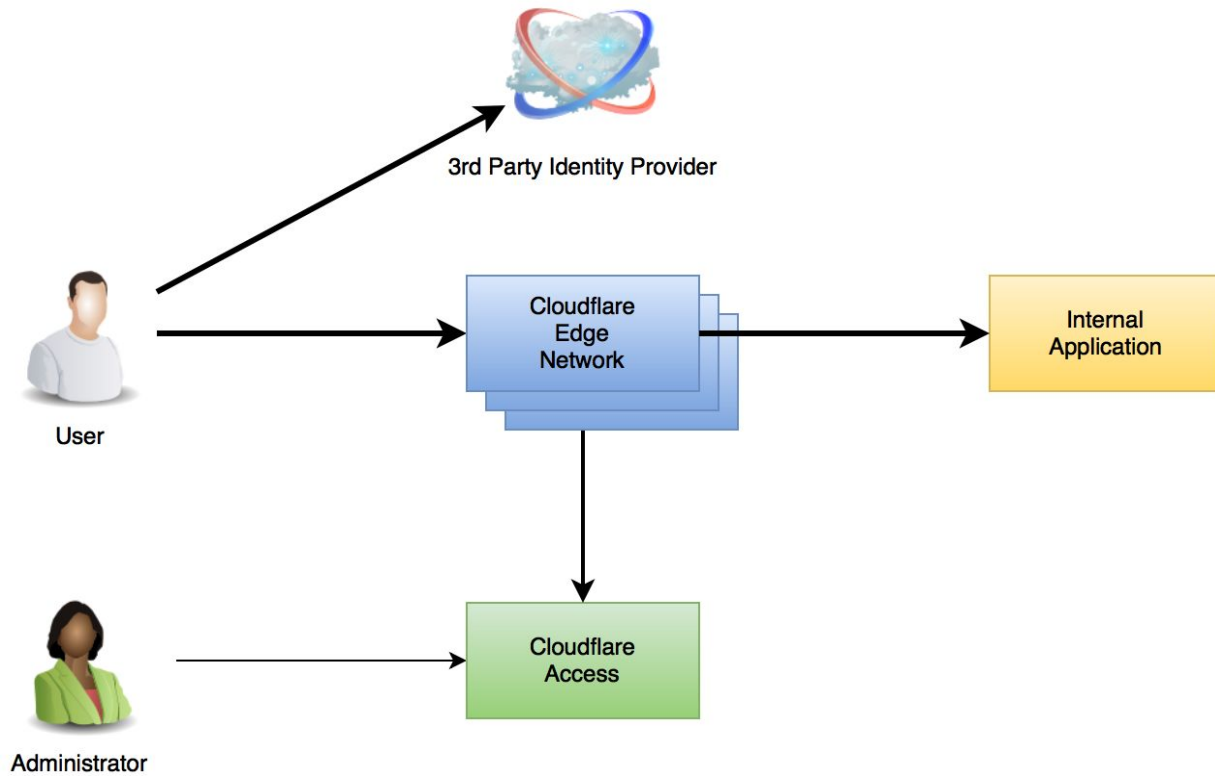 3rd Party Identity Provider
Cloudflare
Edge
Network
Internal
Application
User
Cloudflare
Access
Administrator